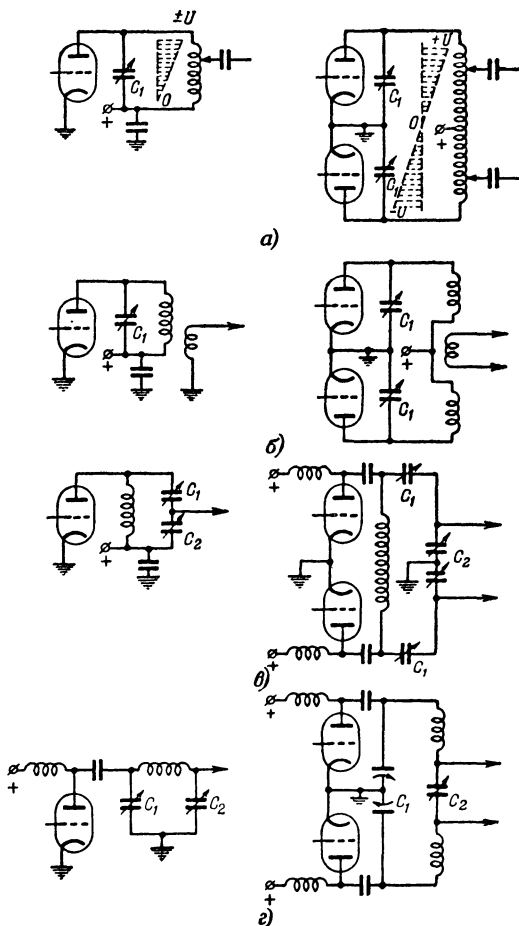 ±U
C₁
0
+
+U
C₁
0
+
C₁
-U
а)
C₁
+
C₁
+
C₁
б)
C₁
C₂
+
+
C₁
C₂
C₁
+
в)
+
C₁
C₂
+
C₁
C₂
+
г)